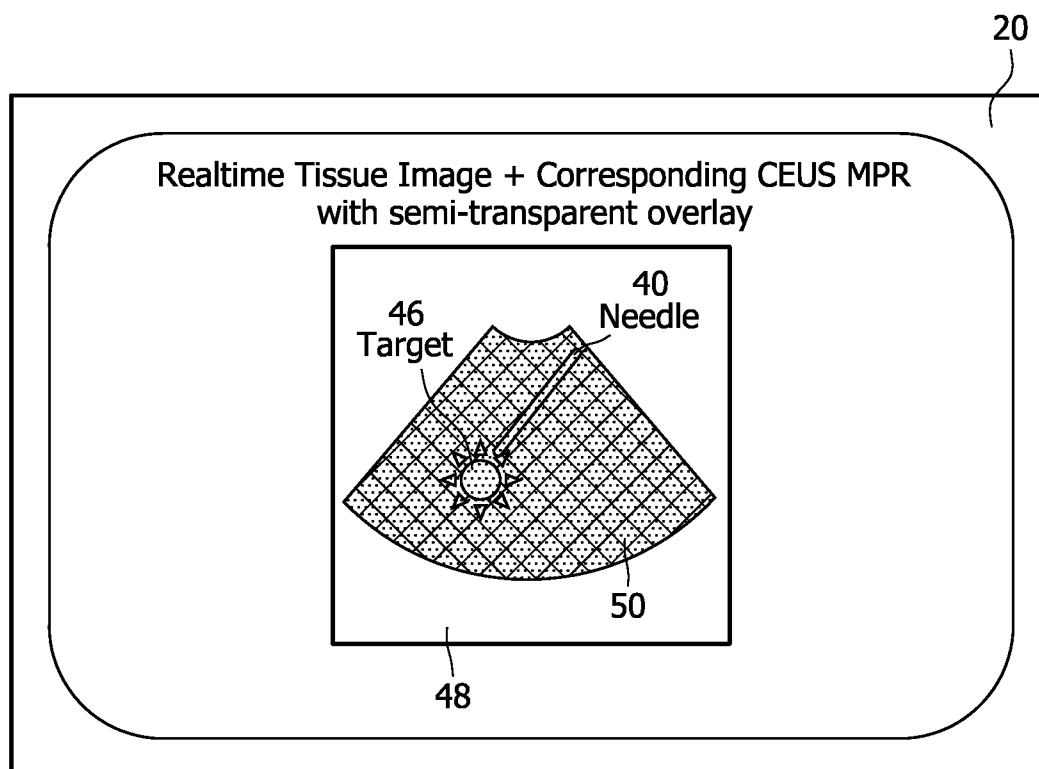 20
Realtime Tissue Image + Corresponding CEUS MPR
with semi-transparent overlay
40
Needle
46
Target
50
48